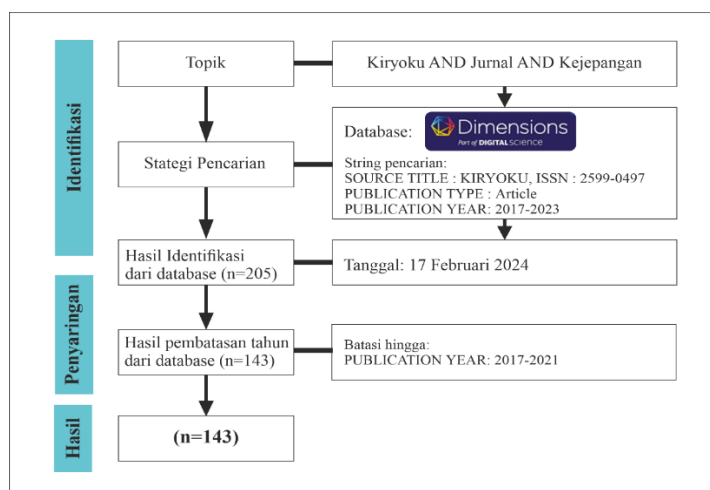 Identifikasi
Topik
Kiryoku AND Jurnal AND Kejepangan
Stategi Pencarian
Database:
Dimensions
Part of DIGITAL SCIENCE
String pencarian:
SOURCE TITLE : KIRYOKU, ISSN : 2599-0497
PUBLICATION TYPE : Article
PUBLICATION YEAR: 2017-2023
Hasil Identifikasi
dari database (n=205)
Tanggal: 17 Februari 2024
Penyaringan
Hasil pembatasan tahun
dari database (n=143)
Batasi hingga:
PUBLICATION YEAR: 2017-2021
Hasil
(n=143)